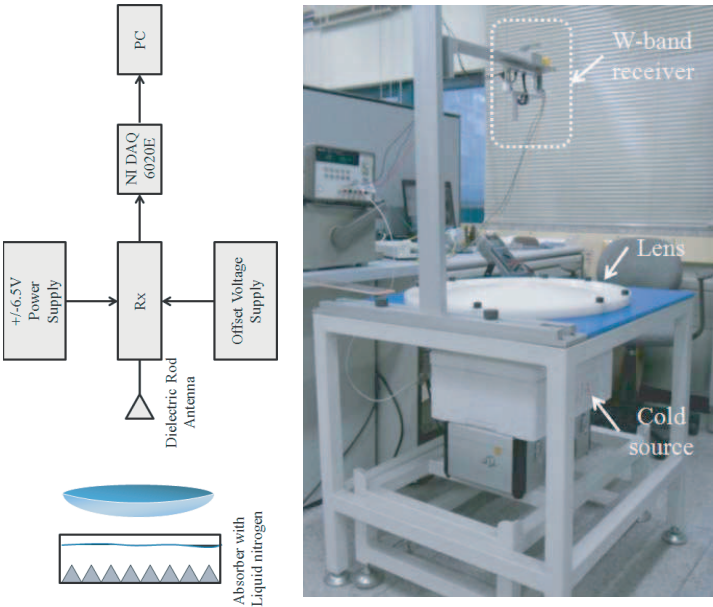 PC
NI DAQ
6020E
+/-6.5V
Power
Supply
Rx
Offset Voltage
Supply
Dielectric Rod
Antenna
Absorber with
Liquid nitrogen
W-band
receiver
Lens
Cold
source